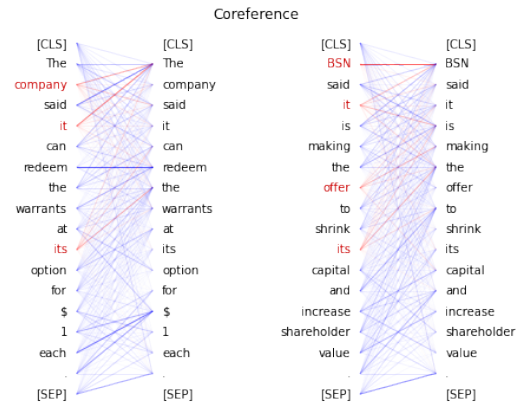 Coreference
[CLS] [CLS] [CLS] [CLS]
The The BSN BSN
company company said said
said said it it
it it is is
can can making making
redeem redeem the the
the the offer offer
warrants warrants to to
at at shrink shrink
its its its its
option option capital capital
for for and and
$ $ increase increase
1 1 shareholder shareholder
each each value value
. . . .
[SEP] [SEP] [SEP] [SEP]